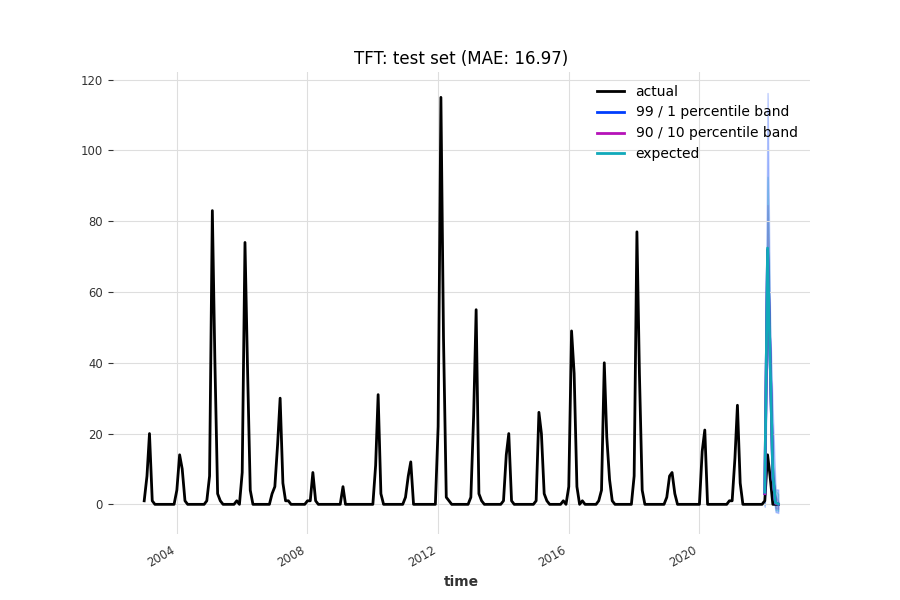 TFT: test set (MAE: 16.97)
120
100
80
60
40
20
0
actual
99 / 1 percentile band
90 / 10 percentile band
expected
2004
2008
2012
2016
2020
time